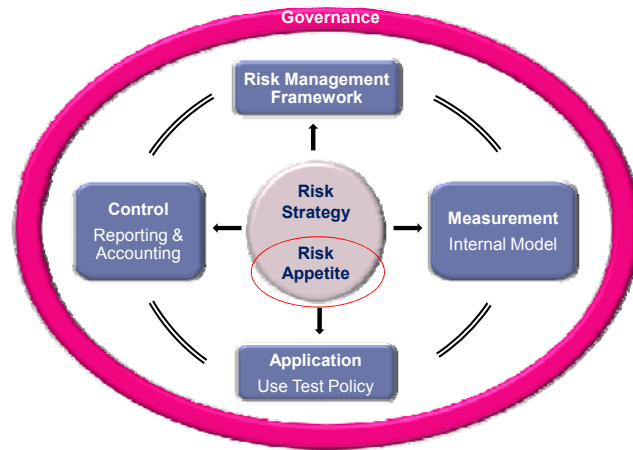 Governance
Risk Management
Framework
Risk
Strategy
Risk
Appetite
Control
Reporting &
Accounting
Measurement
Internal Model
Application
Use Test Policy